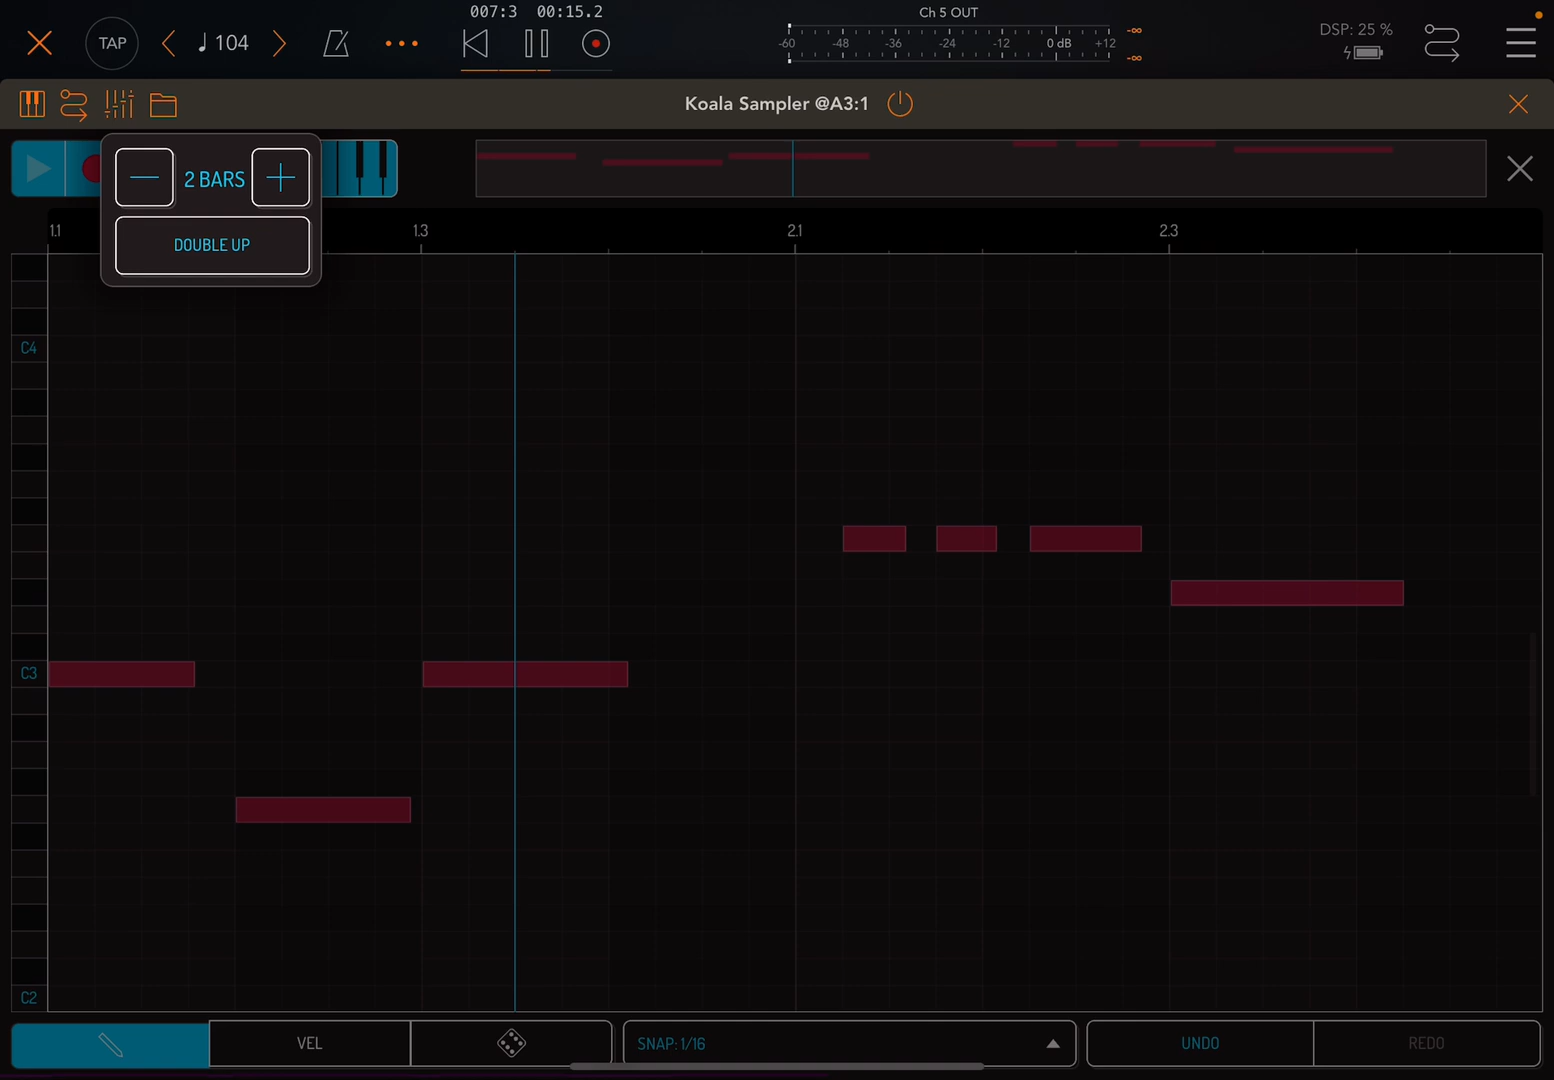 007:3 00:15.2
Ch 5 OUT
TAP
104
-60 -48 -36 -24 -12 0 dB +12
-∞
-∞
DSP: 25 %
Koala Sampler @A3:1
2 BARS
DOUBLE UP
1.1 1.3 2.1 2.3
C4
C3
C2
VEL
SNAP: 1/16
UNDO
REDO